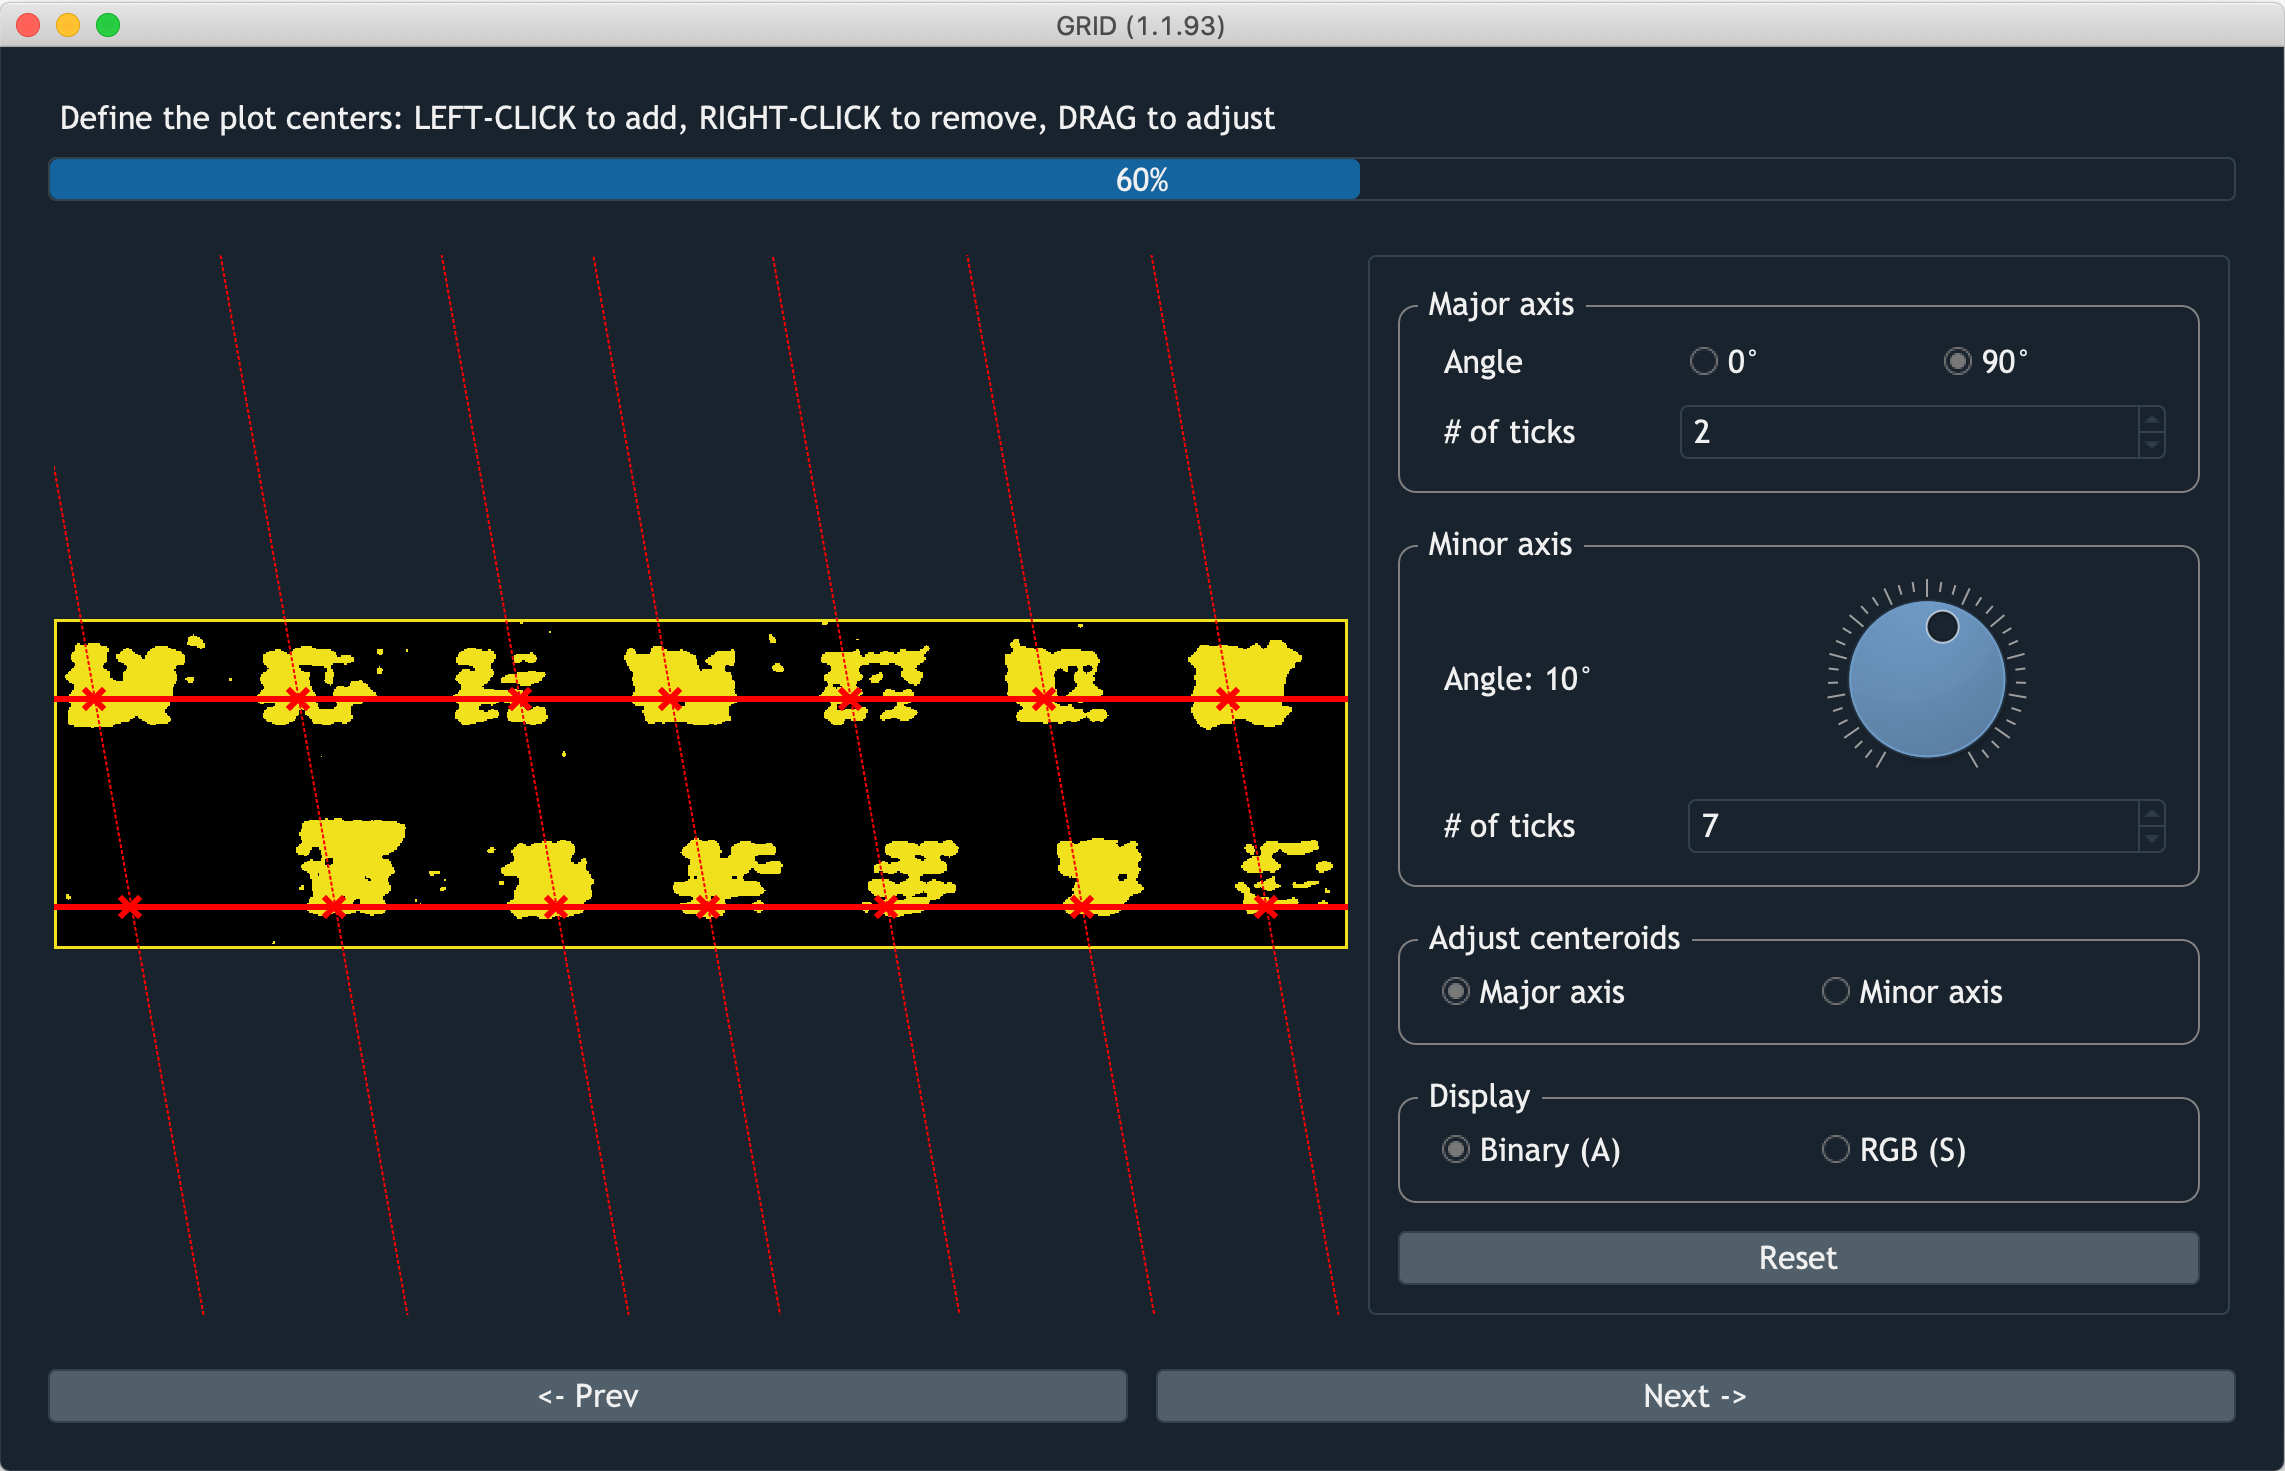 GRID (1.1.93)
Define the plot centers: LEFT-CLICK to add, RIGHT-CLICK to remove, DRAG to adjust
60%
Major axis
Angle 0° 90°
# of ticks 2
Minor axis
Angle: 10°
# of ticks 7
Adjust centeroids
Major axis Minor axis
Display
Binary (A) RGB (S)
Reset
<- Prev Next ->